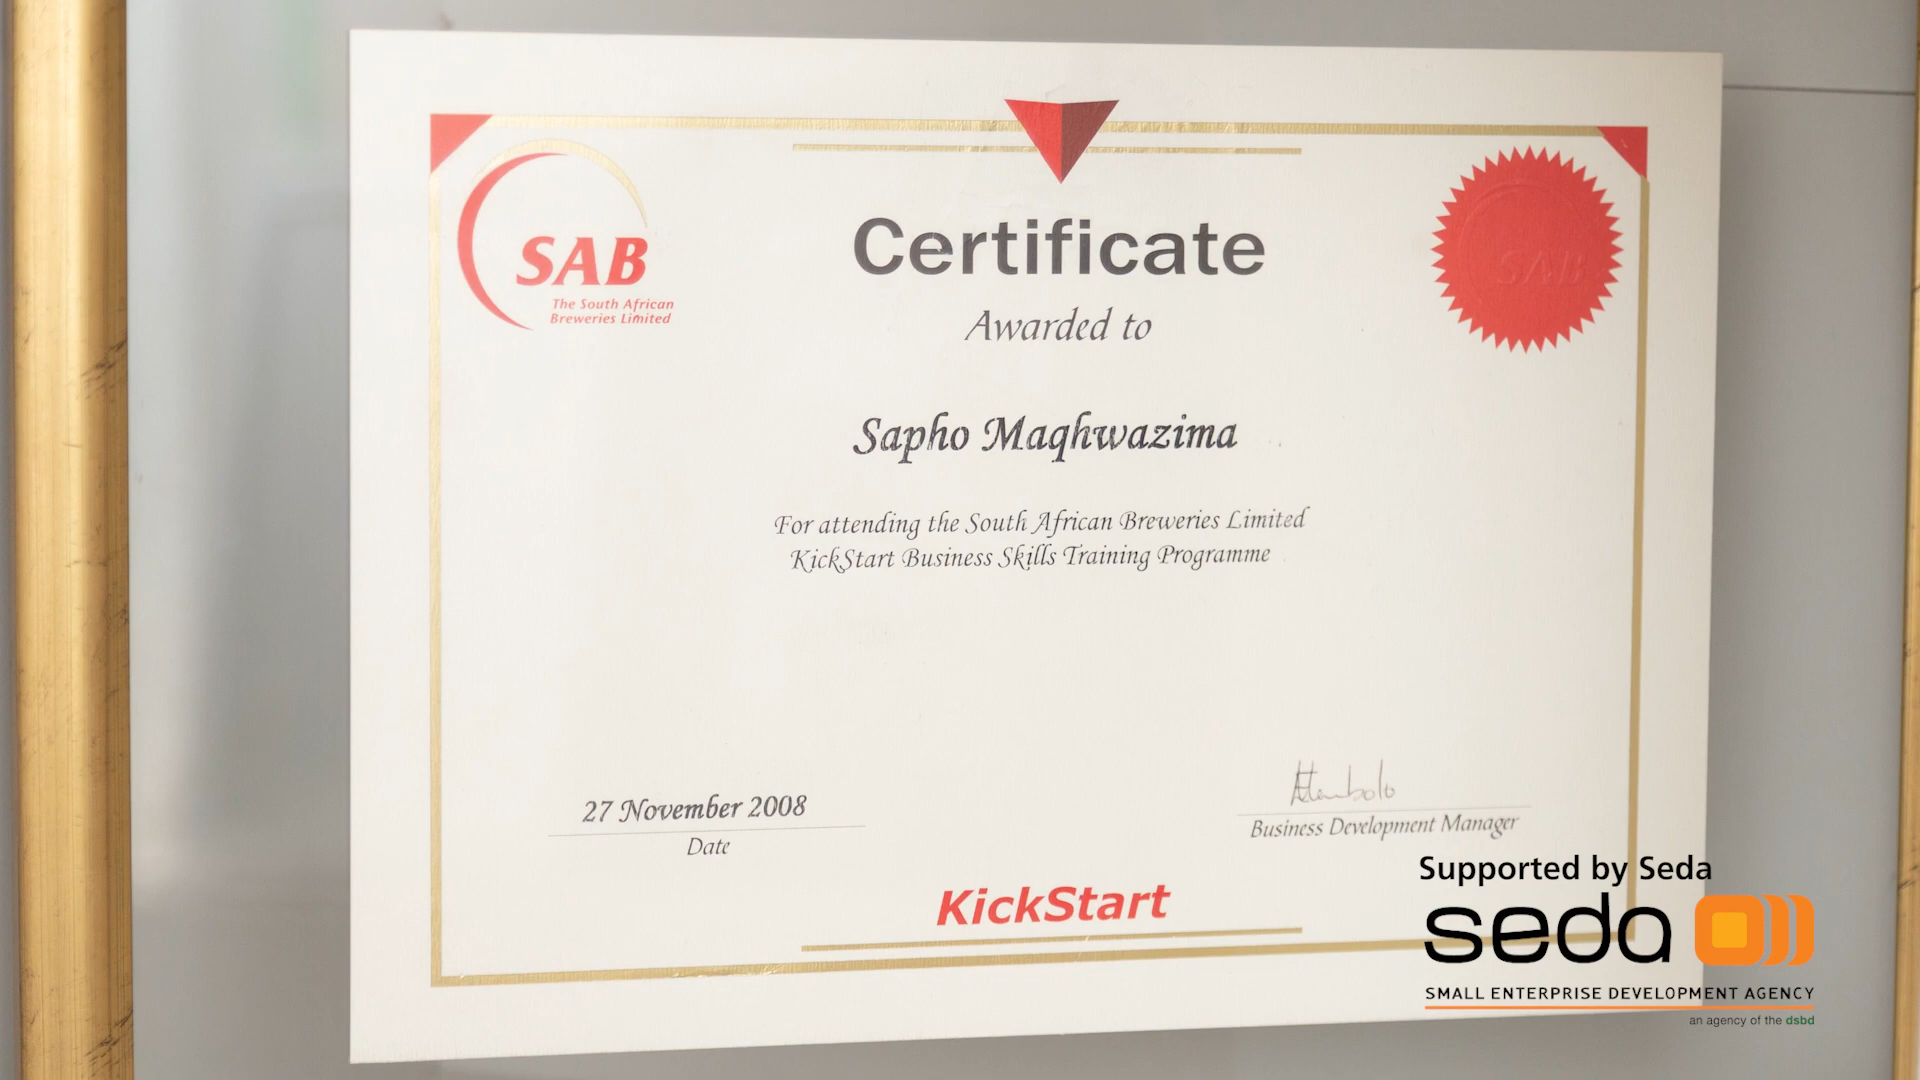 SAB
The South African
Breweries Limited
Certificate
SAB
Awarded to
Sapho Maqhwazima
For attending the South African Breweries Limited
KickStart Business Skills Training Programme
27 November 2008
Date
Business Development Manager
KickStart
Supported by Seda
seda
SMALL ENTERPRISE DEVELOPMENT AGENCY
an agency of the dsbd